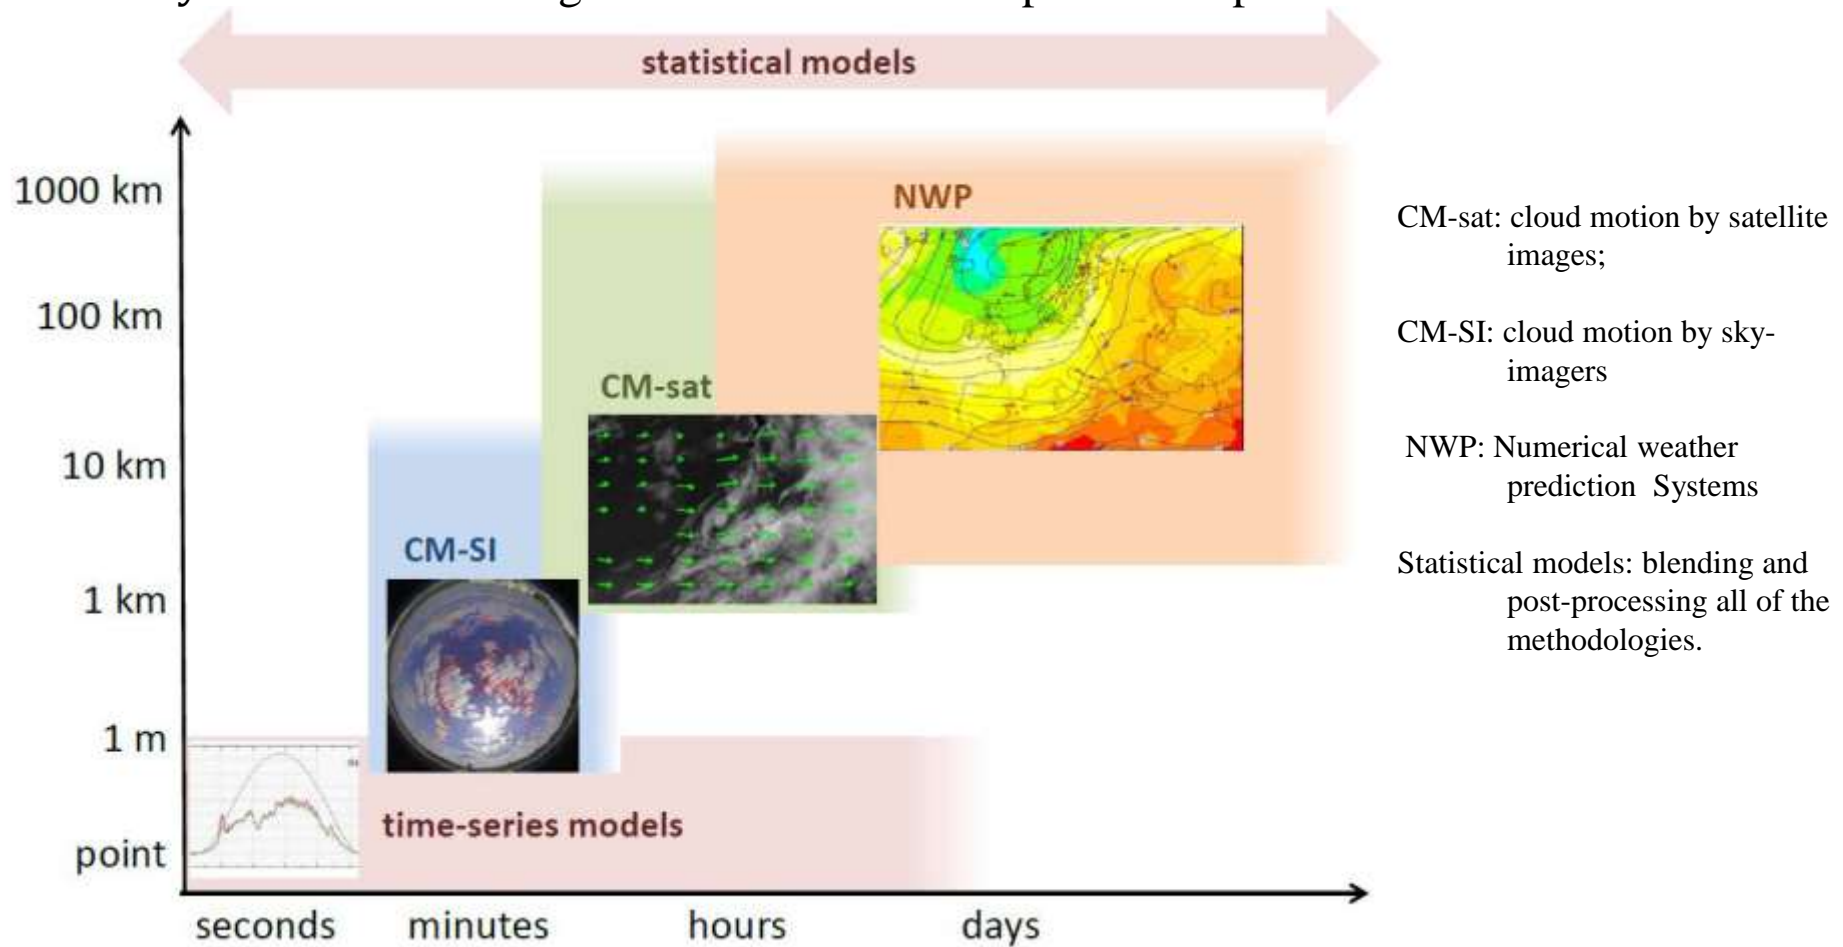 statistical models
1000 km
100 km
10 km
1 km
1 m
point
NWP
CM-sat
CM-SI
time-series models
seconds minutes hours days
CM-sat: cloud motion by satellite
images;
CM-SI: cloud motion by sky-
imagers
NWP: Numerical weather
prediction Systems
Statistical models: blending and
post-processing all of the
methodologies.